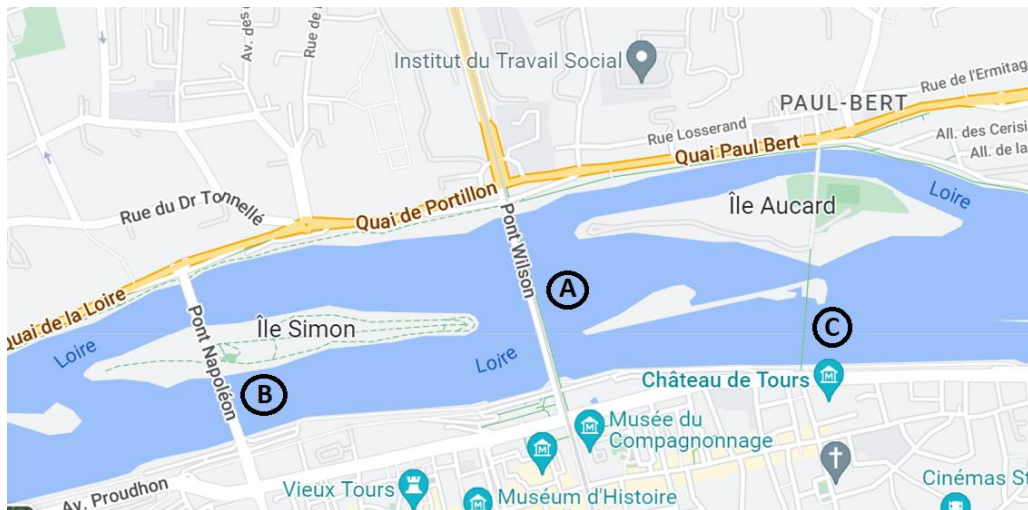 Av. des
Rue de
Institut du Travail Social
Rue de l'Ermitag
PAUL-BERT
Rue Losserand
All. des Cerisi
All. de la
Quai Paul Bert
Rue du Dr Tonnellé
Quai de Portillon
Île Aucard
Loire
Pont Wilson
Quai de la Loire
A
Pont Napoléon
Île Simon
C
Loire
Loire
Château de Tours
B
Musée du
Compagnonnage
Av. Proudhon
Vieux Tours
Muséum d'Histoire
Cinémas St